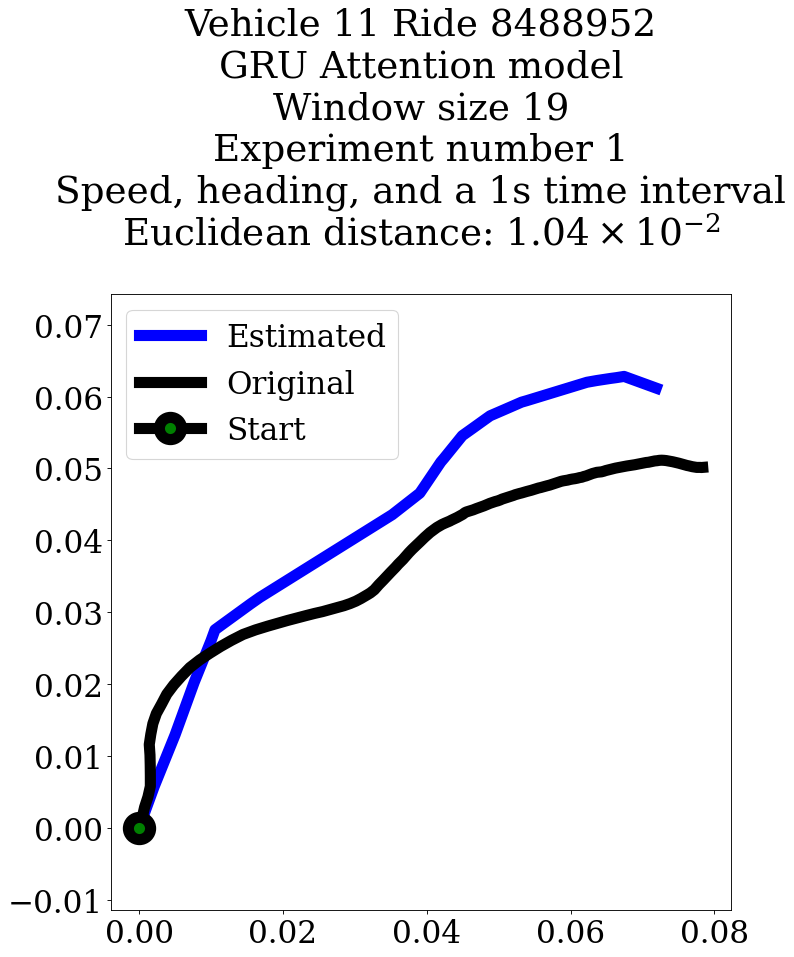 Vehicle 11 Ride 8488952
GRU Attention model
Window size 19
Experiment number 1
Speed, heading, and a 1s time interval
Euclidean distance: 1.04 × 10⁻²
Estimated
Original
Start
0.07
0.06
0.05
0.04
0.03
0.02
0.01
0.00
−0.01
0.00 0.02 0.04 0.06 0.08